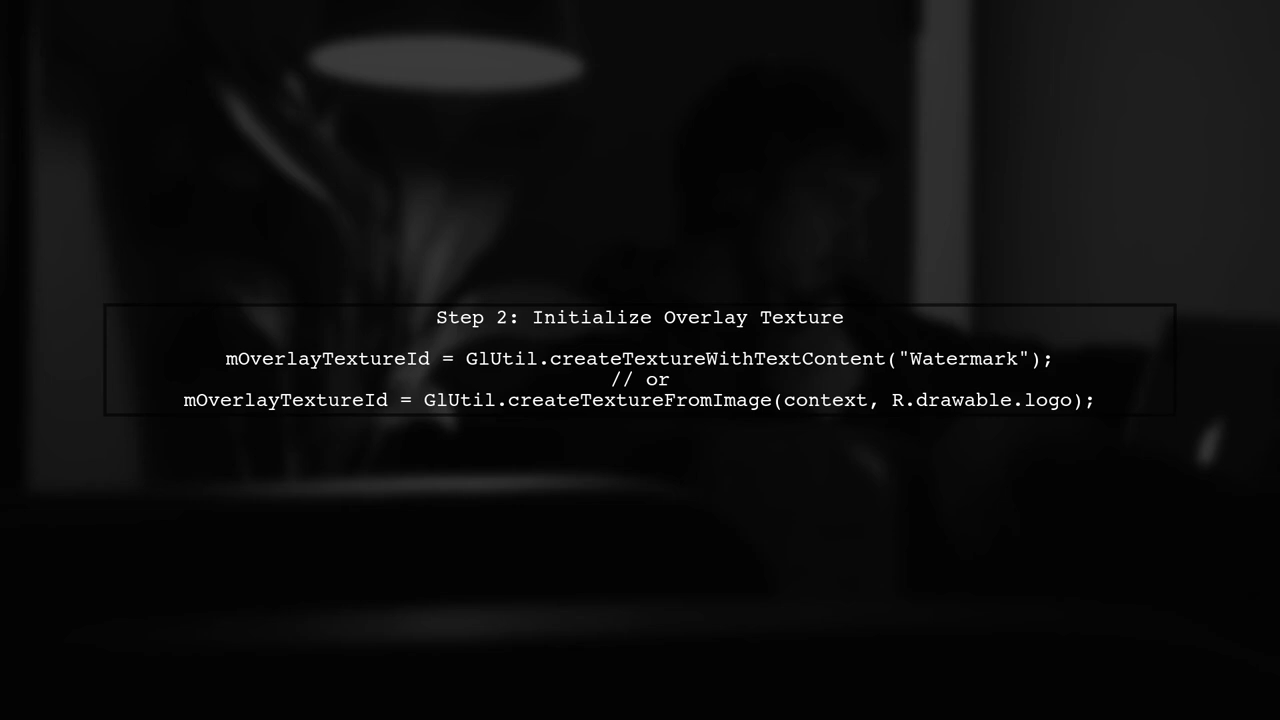 Step 2: Initialize Overlay Texture
mOverlayTextureId = GlUtil.createTextureWithTextContent("Watermark");
// or
mOverlayTextureId = GlUtil.createTextureFromImage(context, R.drawable.logo);